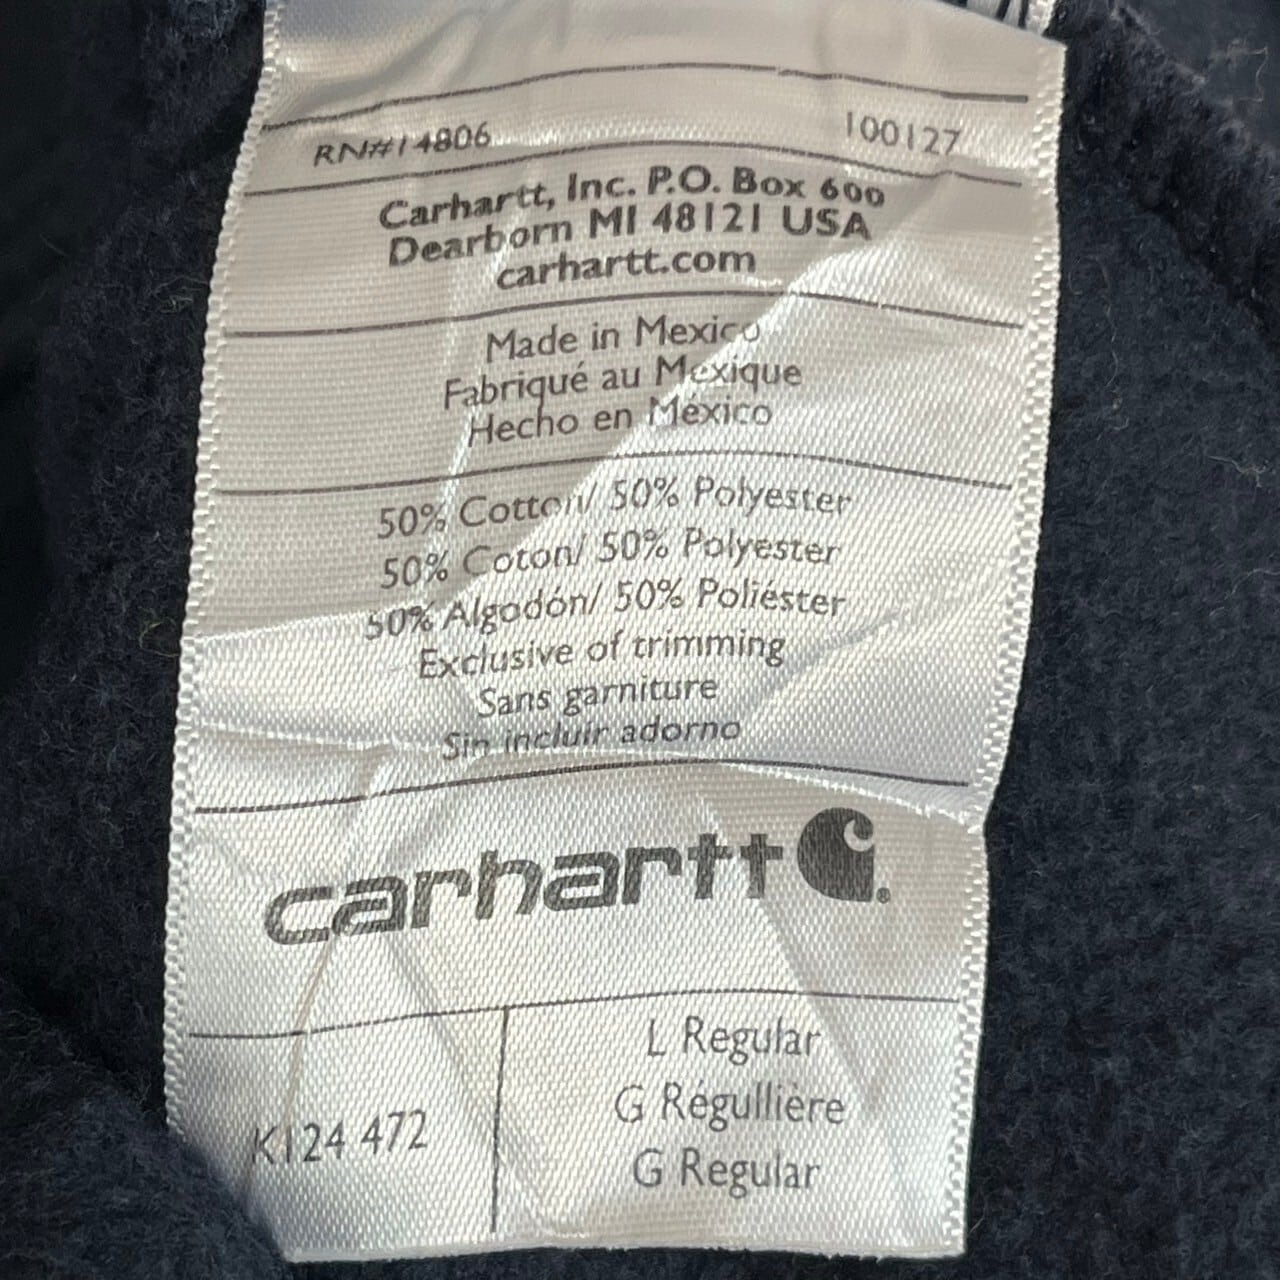 RN#14806 100127
Carhartt, Inc. P.O. Box 600
Dearborn MI 48121 USA
carhartt.com
Made in Mexico
Fabriqué au Mexique
Hecho en México
50% Cotton/ 50% Polyester
50% Coton/ 50% Polyester
50% Algodón/ 50% Poliéster
Exclusive of trimming
Sans garniture
Sin incluir adorno
carhartt®
K124 472
L Regular
G Régullière
G Regular